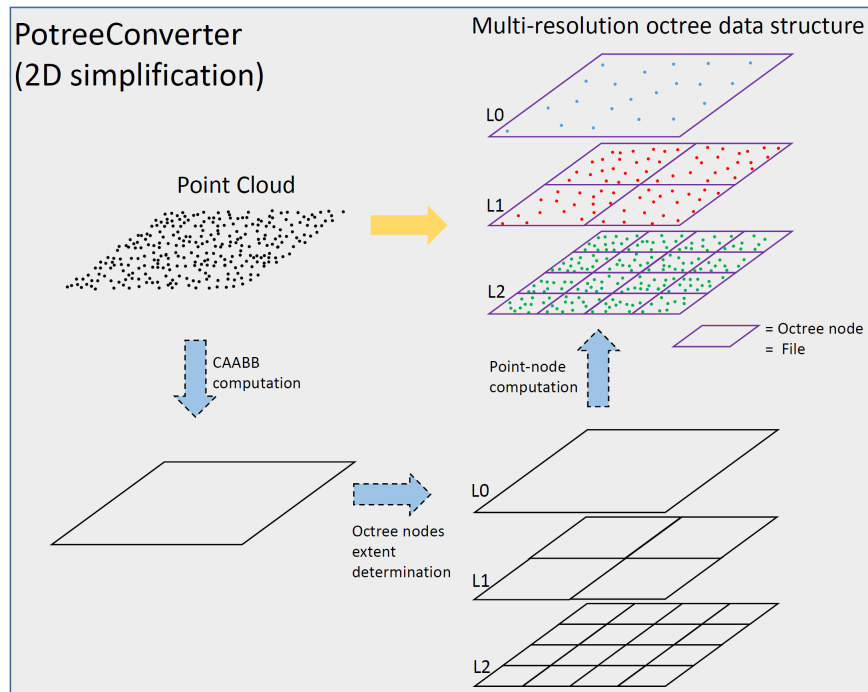 PotreeConverter
(2D simplification)
Multi-resolution octree data structure
L0
Point Cloud
L1
L2
= Octree node
= File
CAABB
computation
Point-node
computation
L0
Octree nodes
extent
determination
L1
L2